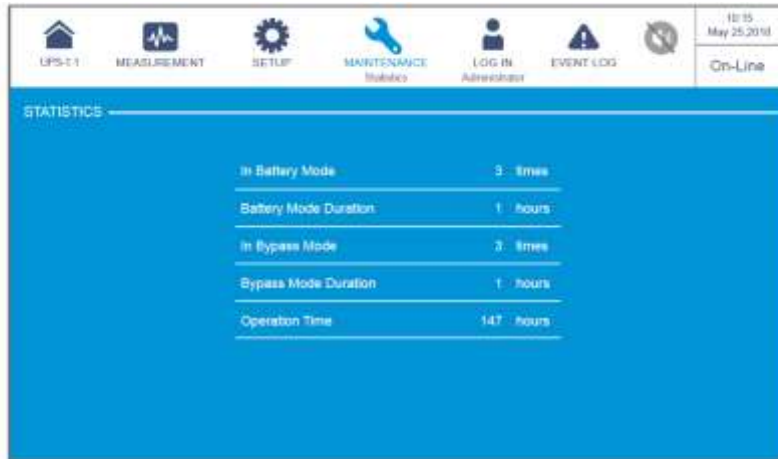 10:15
May 25,2018
UPS-1-1
MEASUREMENT
SETUP
MAINTENANCE
Statistics
LOG IN
Administrator
EVENT LOG
On-Line
STATISTICS
In Battery Mode 3 times
Battery Mode Duration 1 hours
In Bypass Mode 3 times
Bypass Mode Duration 1 hours
Operation Time 147 hours